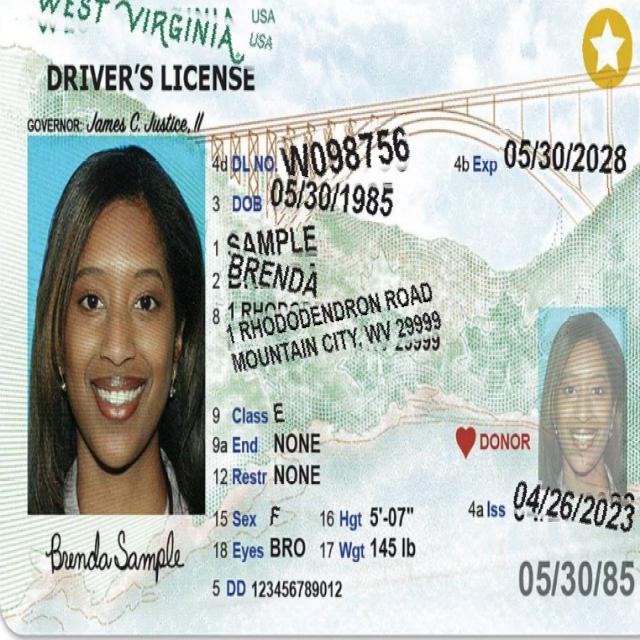 WEST VIRGINIA USA
USA
DRIVER'S LICENSE
GOVERNOR: James C. Justice, II
4d DL NO. W098756 4b Exp 05/30/2028
3 DOB 05/30/1985
1 SAMPLE
2 BRENDA
8 1 RHODODENDRON ROAD
MOUNTAIN CITY, WV 29999
9 Class E
9a End NONE
DONOR
12 Restr NONE
15 Sex F 16 Hgt 5'-07"
4a Iss 04/26/2023
18 Eyes BRO 17 Wgt 145 lb
Brenda Sample
5 DD 123456789012
05/30/85